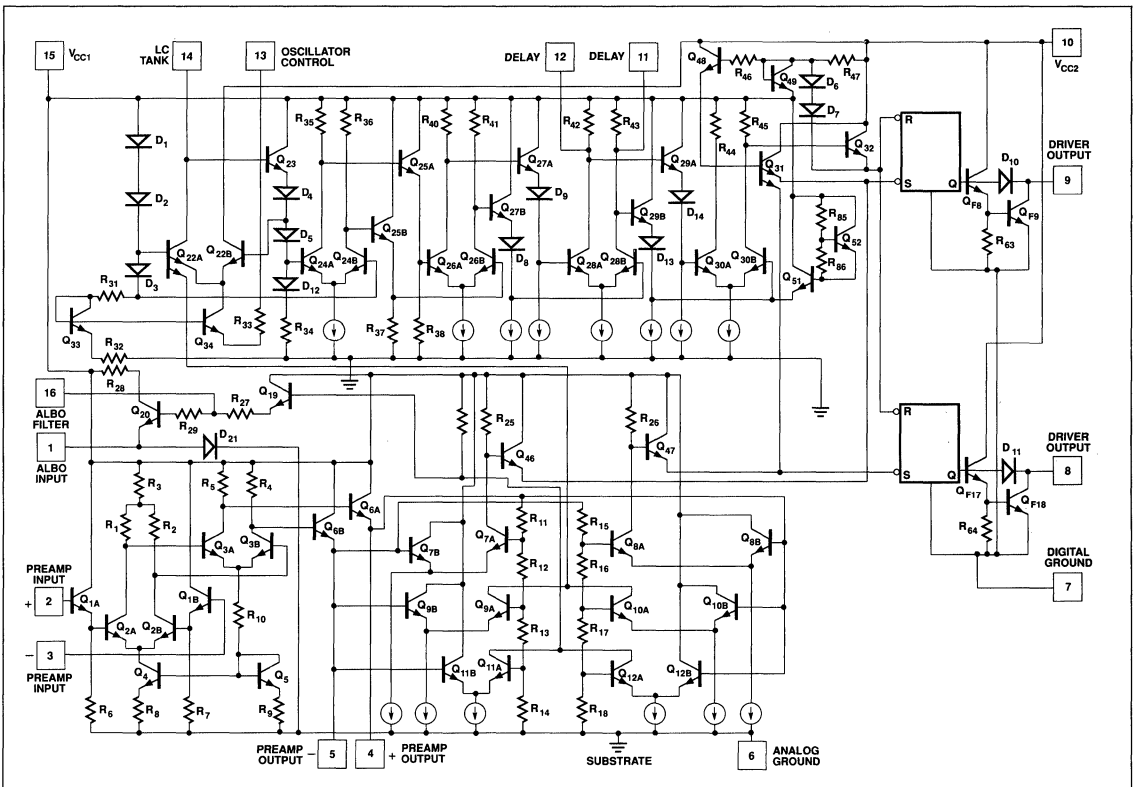 15 VCC1
14 LC TANK
13 OSCILLATOR CONTROL
DELAY 12
DELAY 11
10 VCC2
Q48
R46
Q49
D6
R47
D7
D1
D2
D3
R35
R36
R40
R41
R42
R43
R44
R45
Q23
D4
D5
D12
Q25A
Q25B
Q27A
D9
Q27B
D8
Q29A
D14
Q29B
D13
Q31
Q32
R85
Q52
R86
Q51
R
S
Q
D10
DRIVER OUTPUT
9
QF8
QF9
R63
Q22A
Q22B
Q24A
Q24B
Q26A
Q26B
Q28A
Q28B
Q30A
Q30B
R31
Q33
Q34
R33
R34
R37
R38
R32
R28
16 ALBO FILTER
Q20
R29
R27
Q19
1 ALBO INPUT
D21
R25
Q46
R26
Q47
R
S
Q
D11
DRIVER OUTPUT
8
QF17
QF18
R64
DIGITAL GROUND
7
R3
R5
R4
R1
R2
Q6A
Q6B
Q3A
Q3B
Q7B
Q7A
R11
R12
R15
R16
Q8A
Q8B
PREAMP INPUT
+ 2
Q1A
Q1B
Q2A
Q2B
R10
Q9B
Q9A
R13
R17
Q10A
Q10B
− 3
PREAMP INPUT
Q4
Q5
Q11B
Q11A
Q12A
Q12B
R6
R8
R7
R9
R14
R18
PREAMP OUTPUT − 5
4 + PREAMP OUTPUT
SUBSTRATE
6 ANALOG GROUND